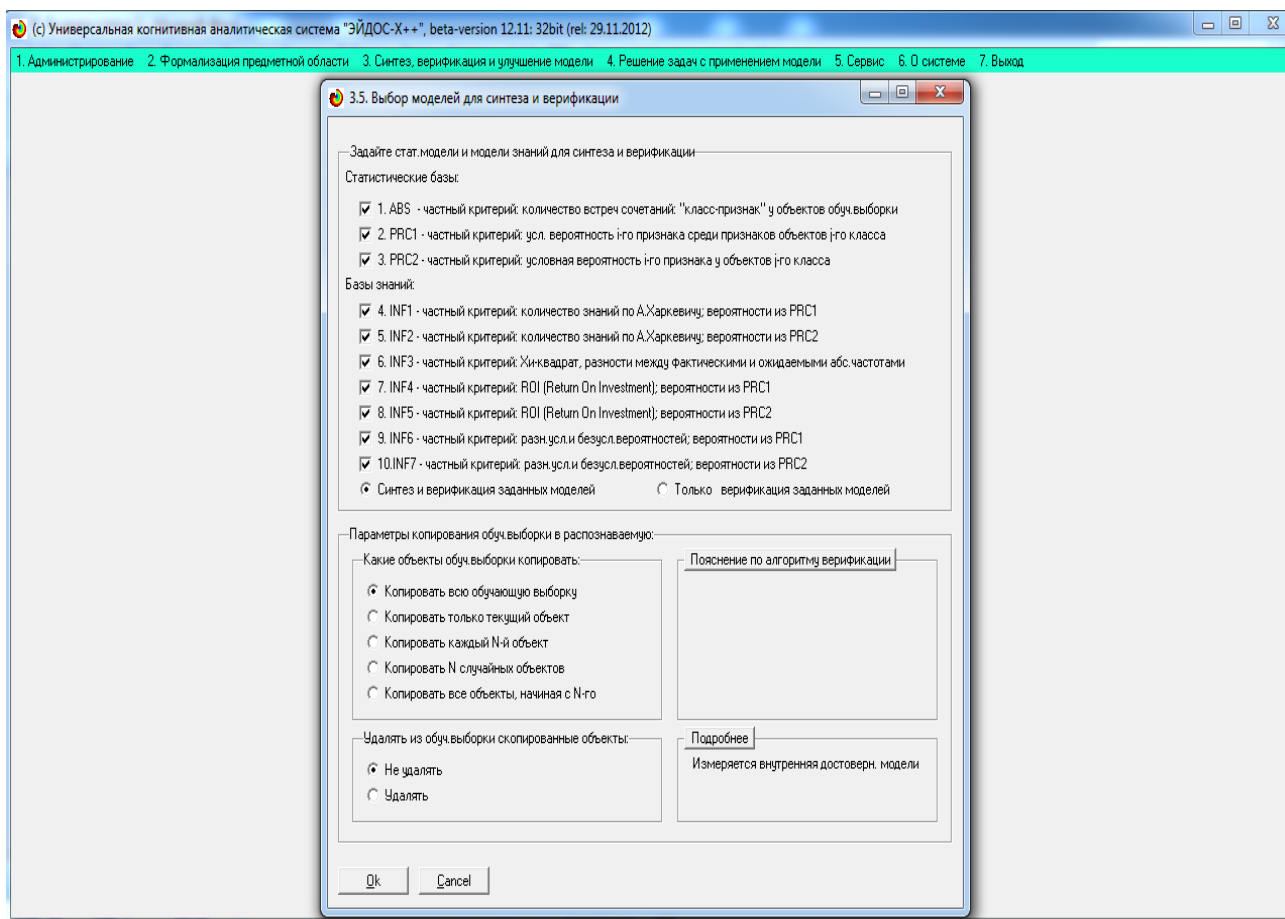 (c) Универсальная когнитивная аналитическая система "ЭЙДОС-X++", beta-version 12.11: 32bit (rel: 29.11.2012)
1. Администрирование 2. Формализация предметной области 3. Синтез, верификация и улучшение модели 4. Решение задач с применением модели 5. Сервис 6. О системе 7. Выход
3.5. Выбор моделей для синтеза и верификации
Задайте стат.модели и модели знаний для синтеза и верификации
Статистические базы:
1. ABS - частный критерий: количество встреч сочетаний: "класс-признак" у объектов обуч.выборки
2. PRC1 - частный критерий: усл. вероятность i-го признака среди признаков объектов j-го класса
3. PRC2 - частный критерий: условная вероятность i-го признака у объектов j-го класса
Базы знаний:
4. INF1 - частный критерий: количество знаний по А.Харкевичу; вероятности из PRC1
5. INF2 - частный критерий: количество знаний по А.Харкевичу; вероятности из PRC2
6. INF3 - частный критерий: Хи-квадрат, разности между фактическими и ожидаемыми абс.частотами
7. INF4 - частный критерий: ROI (Return On Investment); вероятности из PRC1
8. INF5 - частный критерий: ROI (Return On Investment); вероятности из PRC2
9. INF6 - частный критерий: разн.усл.и безусл.вероятностей; вероятности из PRC1
10.INF7 - частный критерий: разн.усл.и безусл.вероятностей; вероятности из PRC2
Синтез и верификация заданных моделей Только верификация заданных моделей
Параметры копирования обуч.выборки в распознаваемую:
Какие объекты обуч.выборки копировать:
Копировать всю обучающую выборку
Копировать только текущий объект
Копировать каждый N-й объект
Копировать N случайных объектов
Копировать все объекты, начиная с N-го
Пояснение по алгоритму верификации
Удалять из обуч.выборки скопированные объекты:
Не удалять
Удалять
Подробнее
Измеряется внутренняя достоверн. модели
Ok Cancel